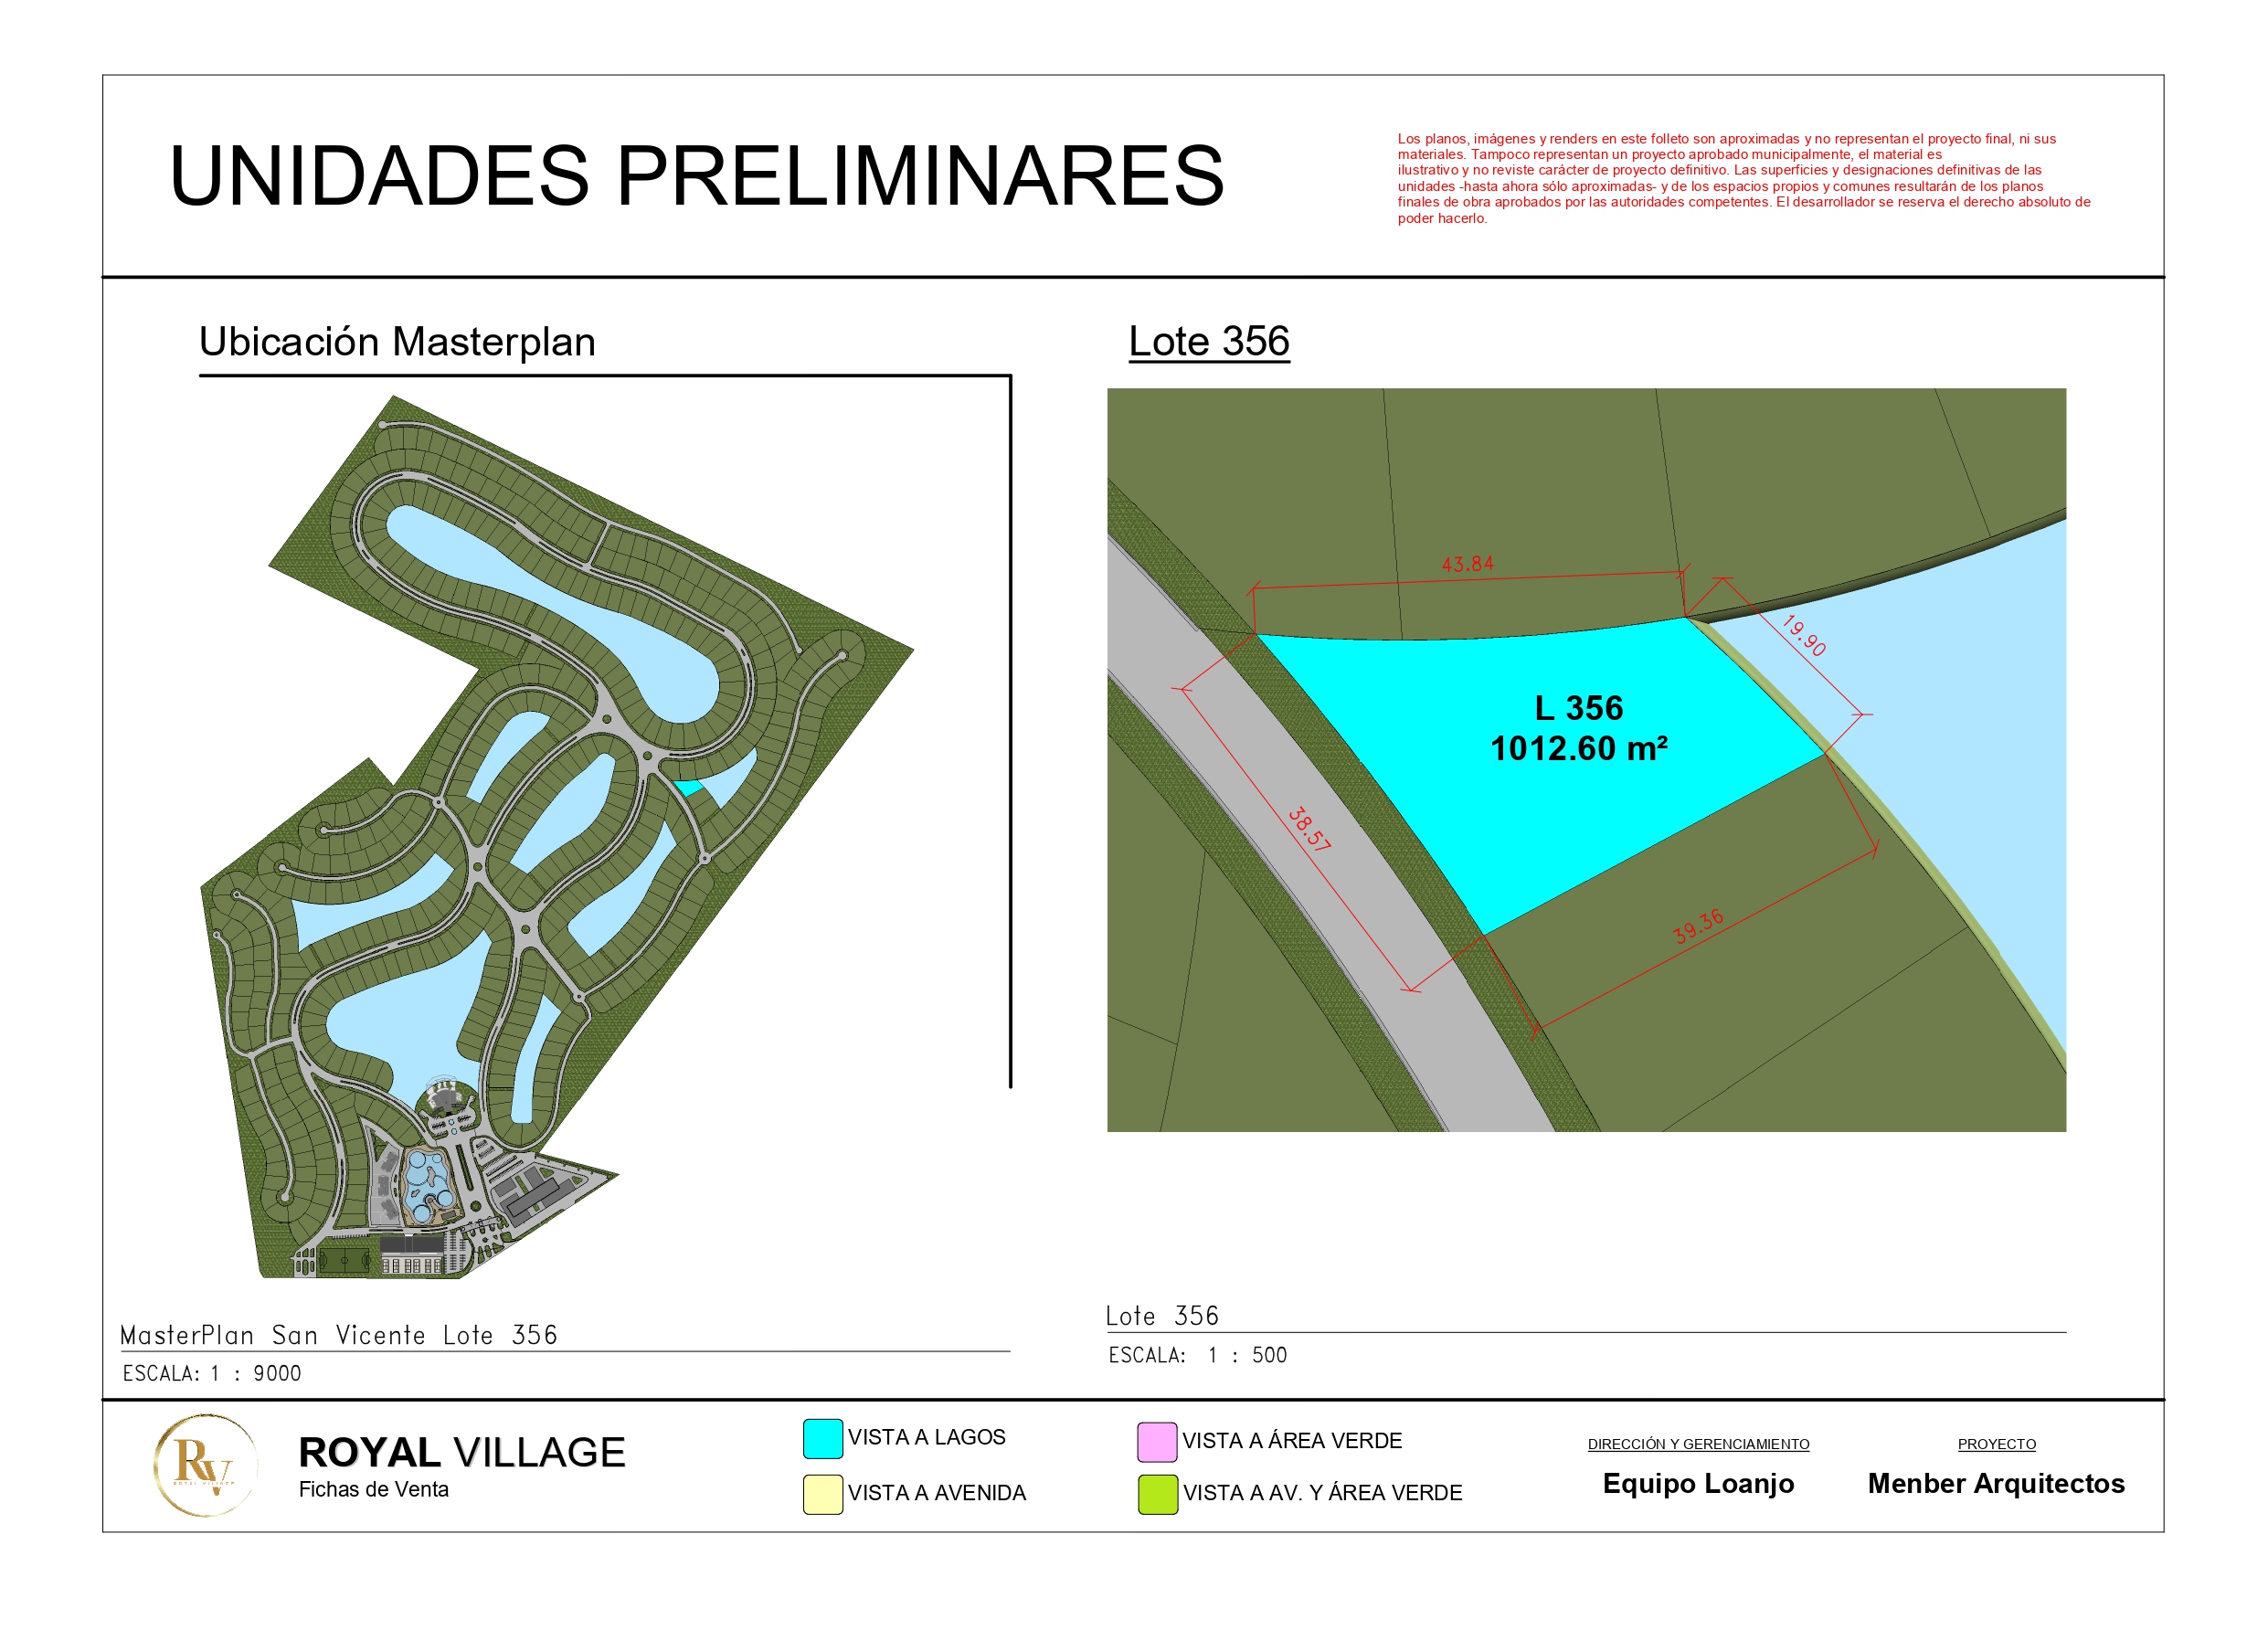 UNIDADES PRELIMINARES
Los planos, imágenes y renders en este folleto son aproximadas y no representan el proyecto final, ni sus
materiales. Tampoco representan un proyecto aprobado municipalmente, el material es
ilustrativo y no reviste carácter de proyecto definitivo. Las superficies y designaciones definitivas de las
unidades -hasta ahora sólo aproximadas- y de los espacios propios y comunes resultarán de los planos
finales de obra aprobados por las autoridades competentes. El desarrollador se reserva el derecho absoluto de
poder hacerlo.
Ubicación Masterplan
Lote 356
43.84
19.90
L 356
1012.60 m²
38.57
39.36
MasterPlan San Vicente Lote 356
ESCALA: 1 : 9000
Lote 356
ESCALA: 1 : 500
RV
ROYAL VILLAGE
ROYAL VILLAGE
Fichas de Venta
VISTA A LAGOS
VISTA A AVENIDA
VISTA A ÁREA VERDE
VISTA A AV. Y ÁREA VERDE
DIRECCIÓN Y GERENCIAMIENTO
Equipo Loanjo
PROYECTO
Menber Arquitectos